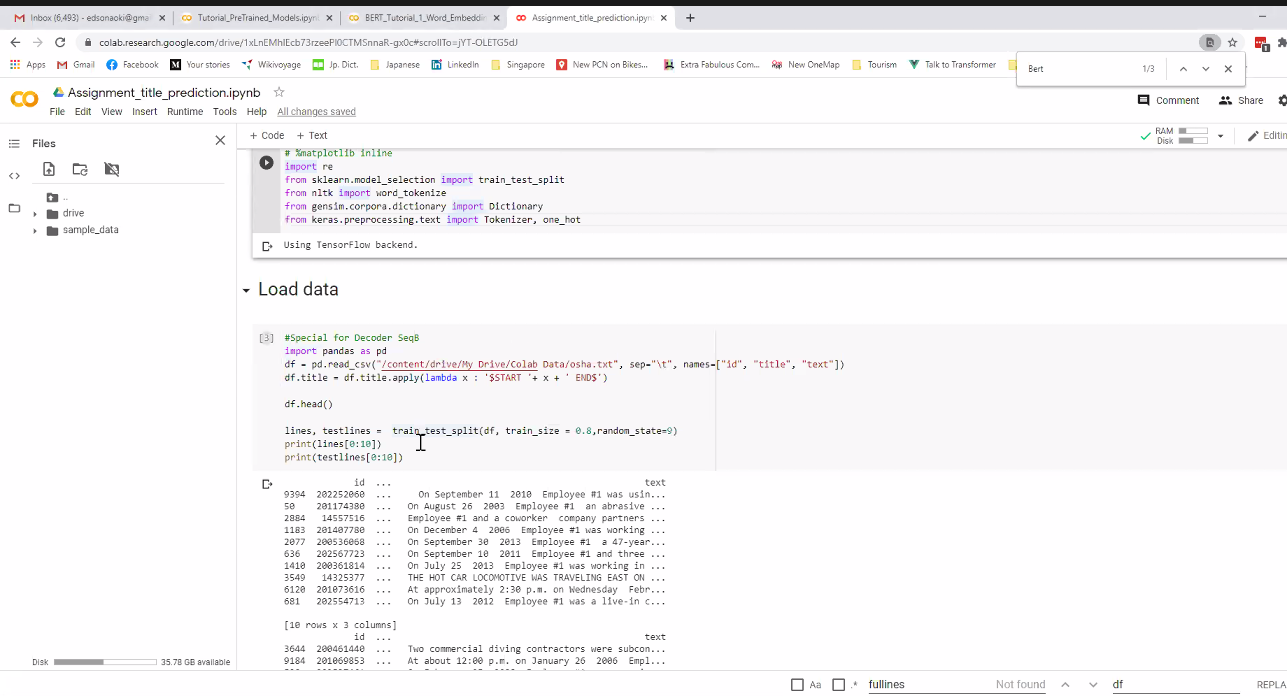 Inbox (6,493) - edsonaoki@gmai
Tutorial_PreTrained_Models.ipynb
BERT_Tutorial_1_Word_Embeddin
Assignment_title_prediction.ipynb
colab.research.google.com/drive/1xLnEMhIEcb73rzeePI0CTMSnnaR-gx0c#scrollTo=jYT-OLETG5dJ
Apps Gmail Facebook Your stories Wikivoyage Jp. Dict. Japanese LinkedIn Singapore New PCN on Bikes... Extra Fabulous Com... New OneMap Tourism Talk to Transformer
Bert 1/3
Assignment_title_prediction.ipynb
File Edit View Insert Runtime Tools Help All changes saved
Comment Share
Files
+ Code + Text
RAM
Disk
Editin
..
drive
sample_data
# %matplotlib inline
import re
from sklearn.model_selection import train_test_split
from nltk import word_tokenize
from gensim.corpora.dictionary import Dictionary
from keras.preprocessing.text import Tokenizer, one_hot
Using TensorFlow backend.
Load data
[3] #Special for Decoder SeqB
import pandas as pd
df = pd.read_csv("/content/drive/My Drive/Colab Data/osha.txt", sep="\t", names=["id", "title", "text"])
df.title = df.title.apply(lambda x : '$START '+ x + ' END$')
df.head()
lines, testlines = train_test_split(df, train_size = 0.8,random_state=9)
print(lines[0:10])
print(testlines[0:10])
id ... text
9394 202252060 ... On September 11 2010 Employee #1 was usin...
50 201174380 ... On August 26 2003 Employee #1 an abrasive ...
2884 14557516 ... Employee #1 and a coworker company partners ...
1183 201407780 ... On December 4 2006 Employee #1 was working ...
2077 200536068 ... On September 30 2013 Employee #1 a 47-year...
636 202567723 ... On September 10 2011 Employee #1 and three ...
1410 200361814 ... On July 25 2013 Employee #1 was working in ...
3549 14325377 ... THE HOT CAR LOCOMOTIVE WAS TRAVELING EAST ON ...
6120 201073616 ... At approximately 2:30 p.m. on Wednesday Febr...
681 202554713 ... On July 13 2012 Employee #1 was a live-in c...
[10 rows x 3 columns]
id ... text
3644 200461440 ... Two commercial diving contractors were subcon...
9184 201069853 ... At about 12:00 p.m. on January 26 2006 Empl...
Disk 35.78 GB available
Aa .* fullines Not found df REPLA